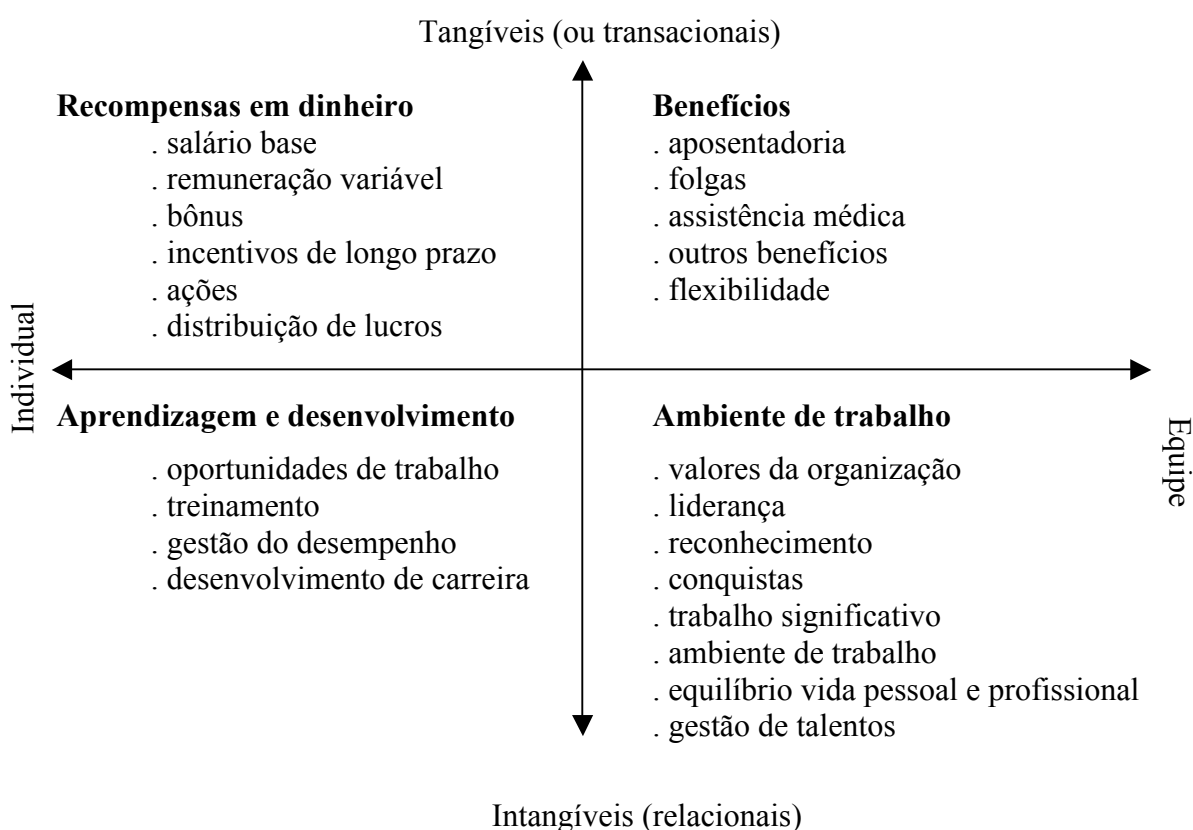 Tangíveis (ou transacionais)
Recompensas em dinheiro
. salário base
. remuneração variável
. bônus
. incentivos de longo prazo
. ações
. distribuição de lucros
Benefícios
. aposentadoria
. folgas
. assistência médica
. outros benefícios
. flexibilidade
Individual
Equipe
Aprendizagem e desenvolvimento
. oportunidades de trabalho
. treinamento
. gestão do desempenho
. desenvolvimento de carreira
Ambiente de trabalho
. valores da organização
. liderança
. reconhecimento
. conquistas
. trabalho significativo
. ambiente de trabalho
. equilíbrio vida pessoal e profissional
. gestão de talentos
Intangíveis (relacionais)